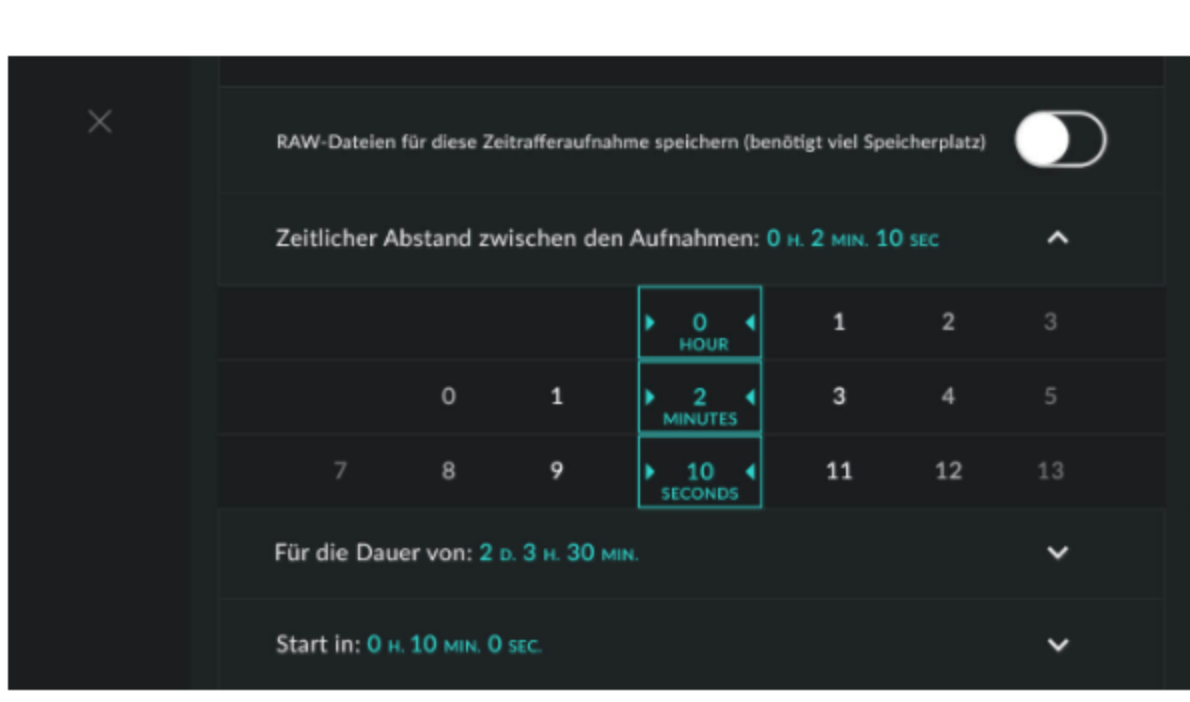 RAW-Dateien für diese Zeitrafferaufnahme speichern (benötigt viel Speicherplatz)
Zeitlicher Abstand zwischen den Aufnahmen: 0 H. 2 MIN. 10 SEC
0 1 2 3
HOUR
0 1 2 3 4 5
MINUTES
7 8 9 10 11 12 13
SECONDS
Für die Dauer von: 2 D. 3 H. 30 MIN.
Start in: 0 H. 10 MIN. 0 SEC.